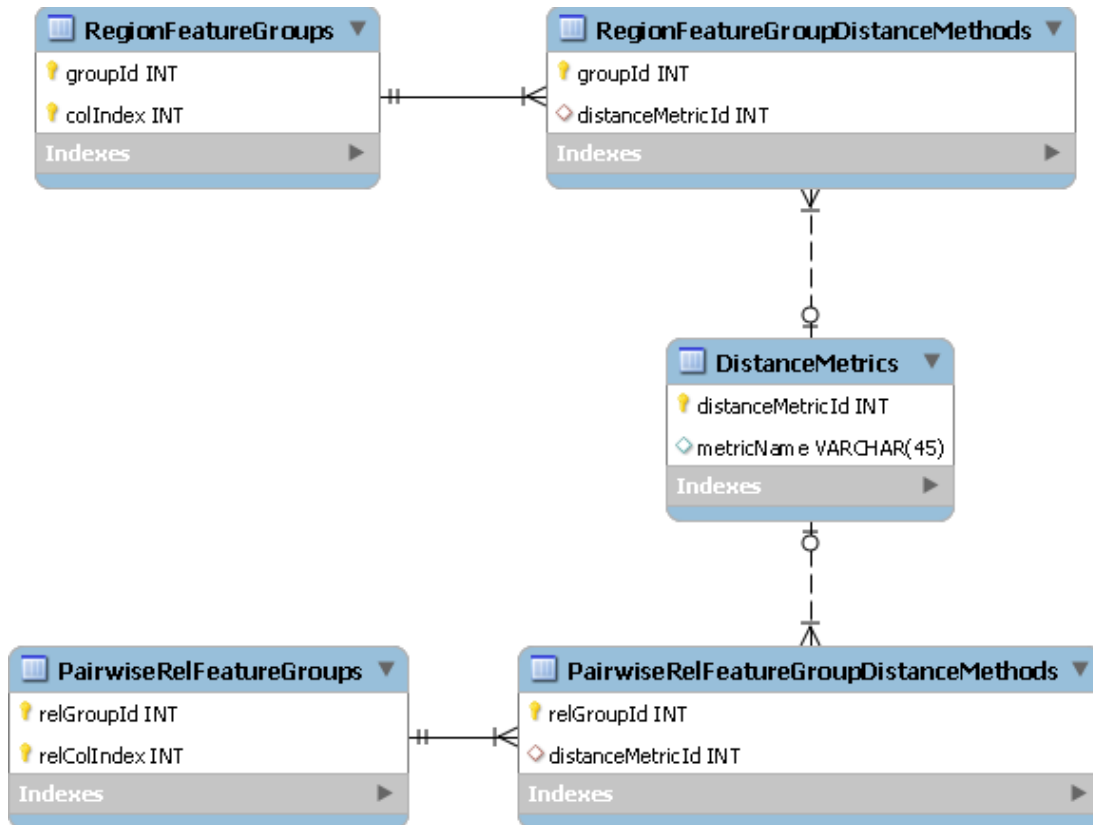 RegionFeatureGroups
groupId INT
colIndex INT
Indexes
RegionFeatureGroupDistanceMethods
groupId INT
distanceMetricId INT
Indexes
DistanceMetrics
distanceMetricId INT
metricName VARCHAR(45)
Indexes
PairwiseRelFeatureGroups
relGroupId INT
relColIndex INT
Indexes
PairwiseRelFeatureGroupDistanceMethods
relGroupId INT
distanceMetricId INT
Indexes